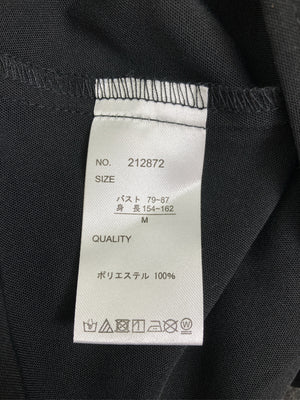 NO. 212872
SIZE
バスト 79-87
身 長 154-162
M
QUALITY
ポリエステル 100%